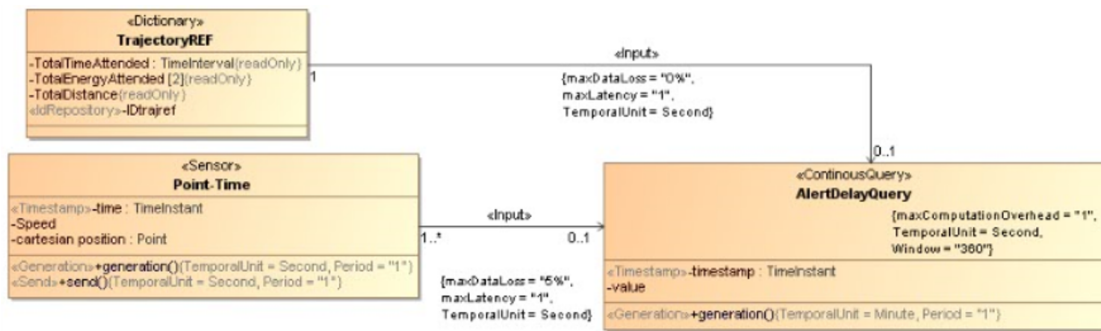 «Dictionary»
TrajectoryREF
-TotalTimeAttended : TimeInterval{readOnly}
-TotalEnergyAttended [2]{readOnly}
-TotalDistance{readOnly}
«IdRepository»-IDtrajref
1
«Input»
{maxDataLoss = "0%",
maxLatency = "1",
TemporalUnit = Second}
0..1
«Sensor»
Point-Time
«Timestamp»-time : TimeInstant
-Speed
-cartesian position : Point
«Generation»+generation(){TemporalUnit = Second, Period = "1"}
«Send»+send(){TemporalUnit = Second, Period = "1"}
«Input»
1..*
0..1
{maxDataLoss = "5%",
maxLatency = "1",
TemporalUnit = Second}
«ContinousQuery»
AlertDelayQuery
{maxComputationOverhead = "1",
TemporalUnit = Second,
Window = "360"}
«Timestamp»-timestamp : TimeInstant
-value
«Generation»+generation(){TemporalUnit = Minute, Period = "1"}